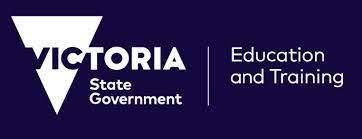 VICTORIA
State
Government
Education
and Training